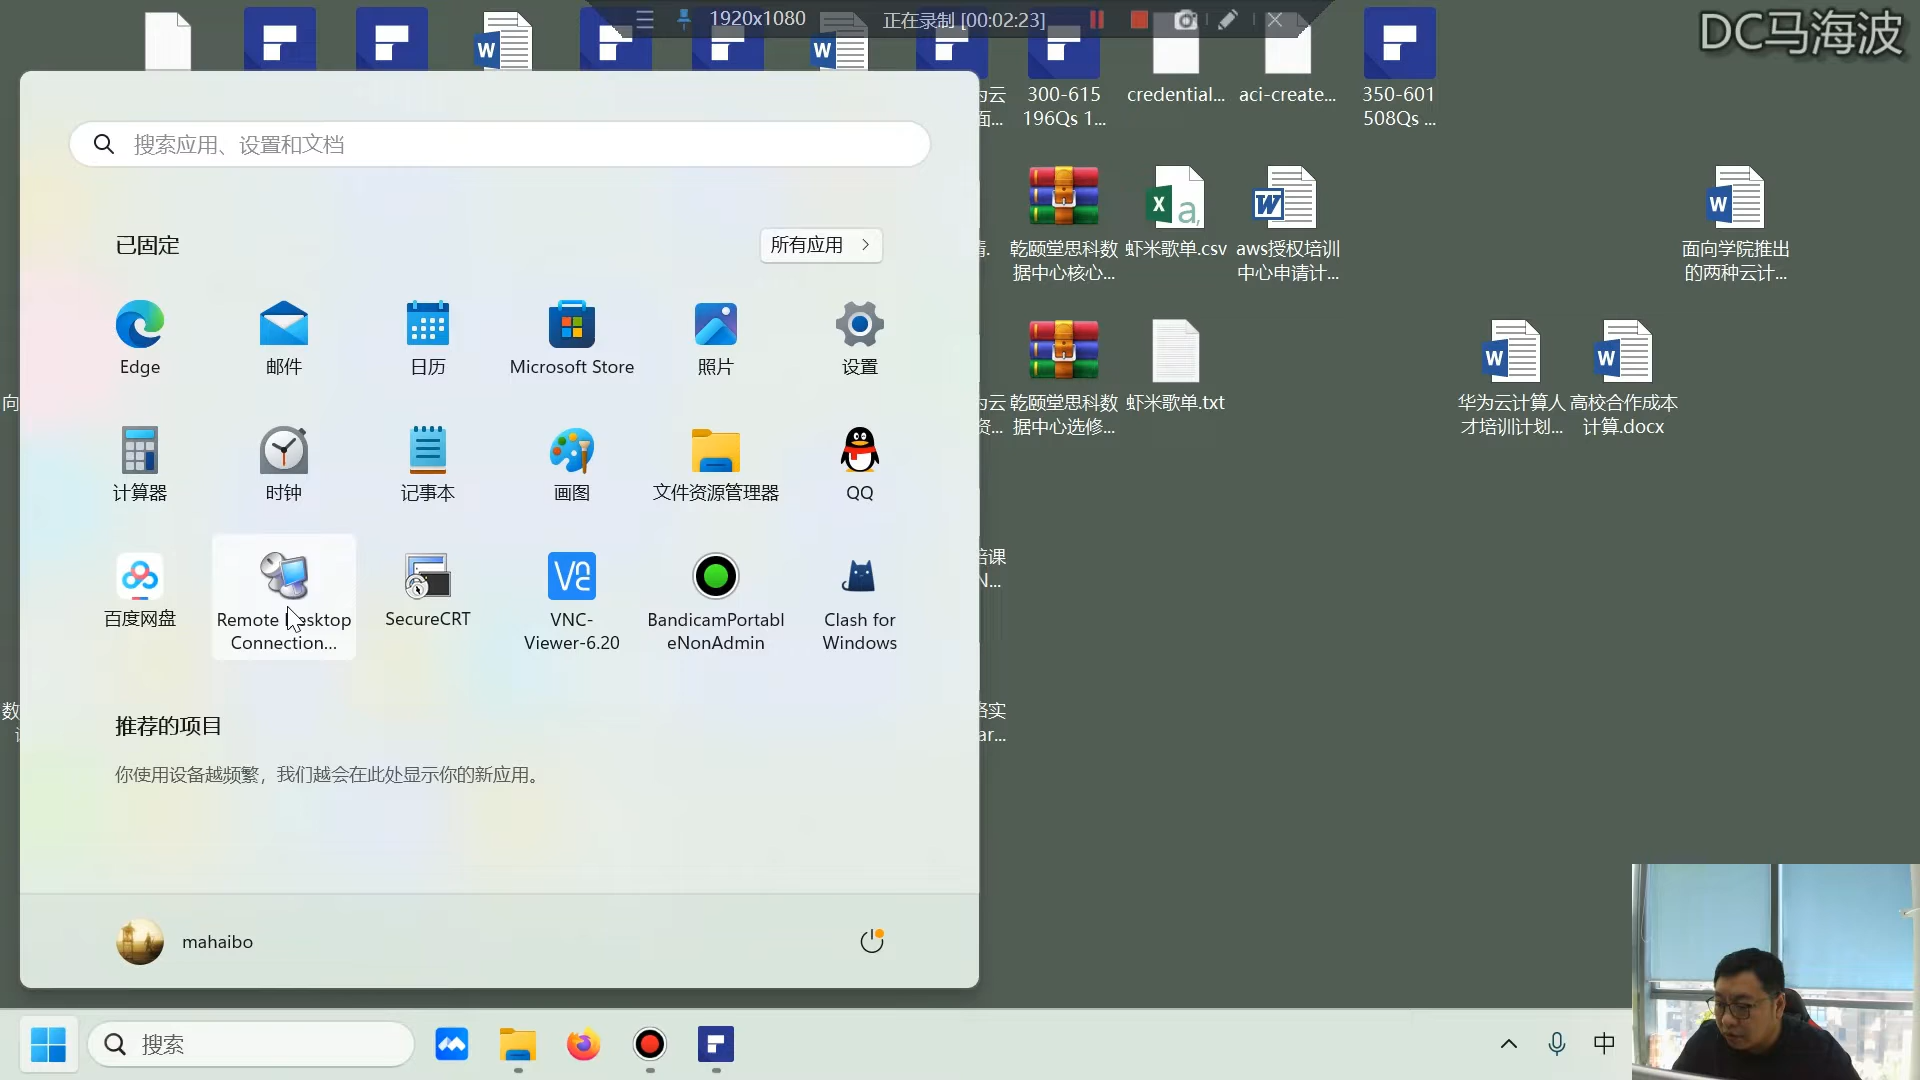 1920x1080
正在录制 [00:02:23]
DC马海波
300-615
196Qs 1...
credential...
aci-create...
350-601
508Qs ...
搜索应用、设置和文档
已固定
所有应用
Edge
邮件
日历
Microsoft Store
照片
设置
计算器
时钟
记事本
画图
文件资源管理器
QQ
百度网盘
Remote Desktop
Connection...
SecureCRT
VNC-
Viewer-6.20
BandicamPortabl
eNonAdmin
Clash for
Windows
推荐的项目
你使用设备越频繁，我们越会在此处显示你的新应用。
mahaibo
乾颐堂思科数
据中心核心...
虾米歌单.csv
aws授权培训
中心申请计...
面向学院推出
的两种云计...
为云
乾颐堂思科数
据中心选修...
虾米歌单.txt
华为云计算人
才培训计划...
高校合作成本
计算.docx
搜索
中